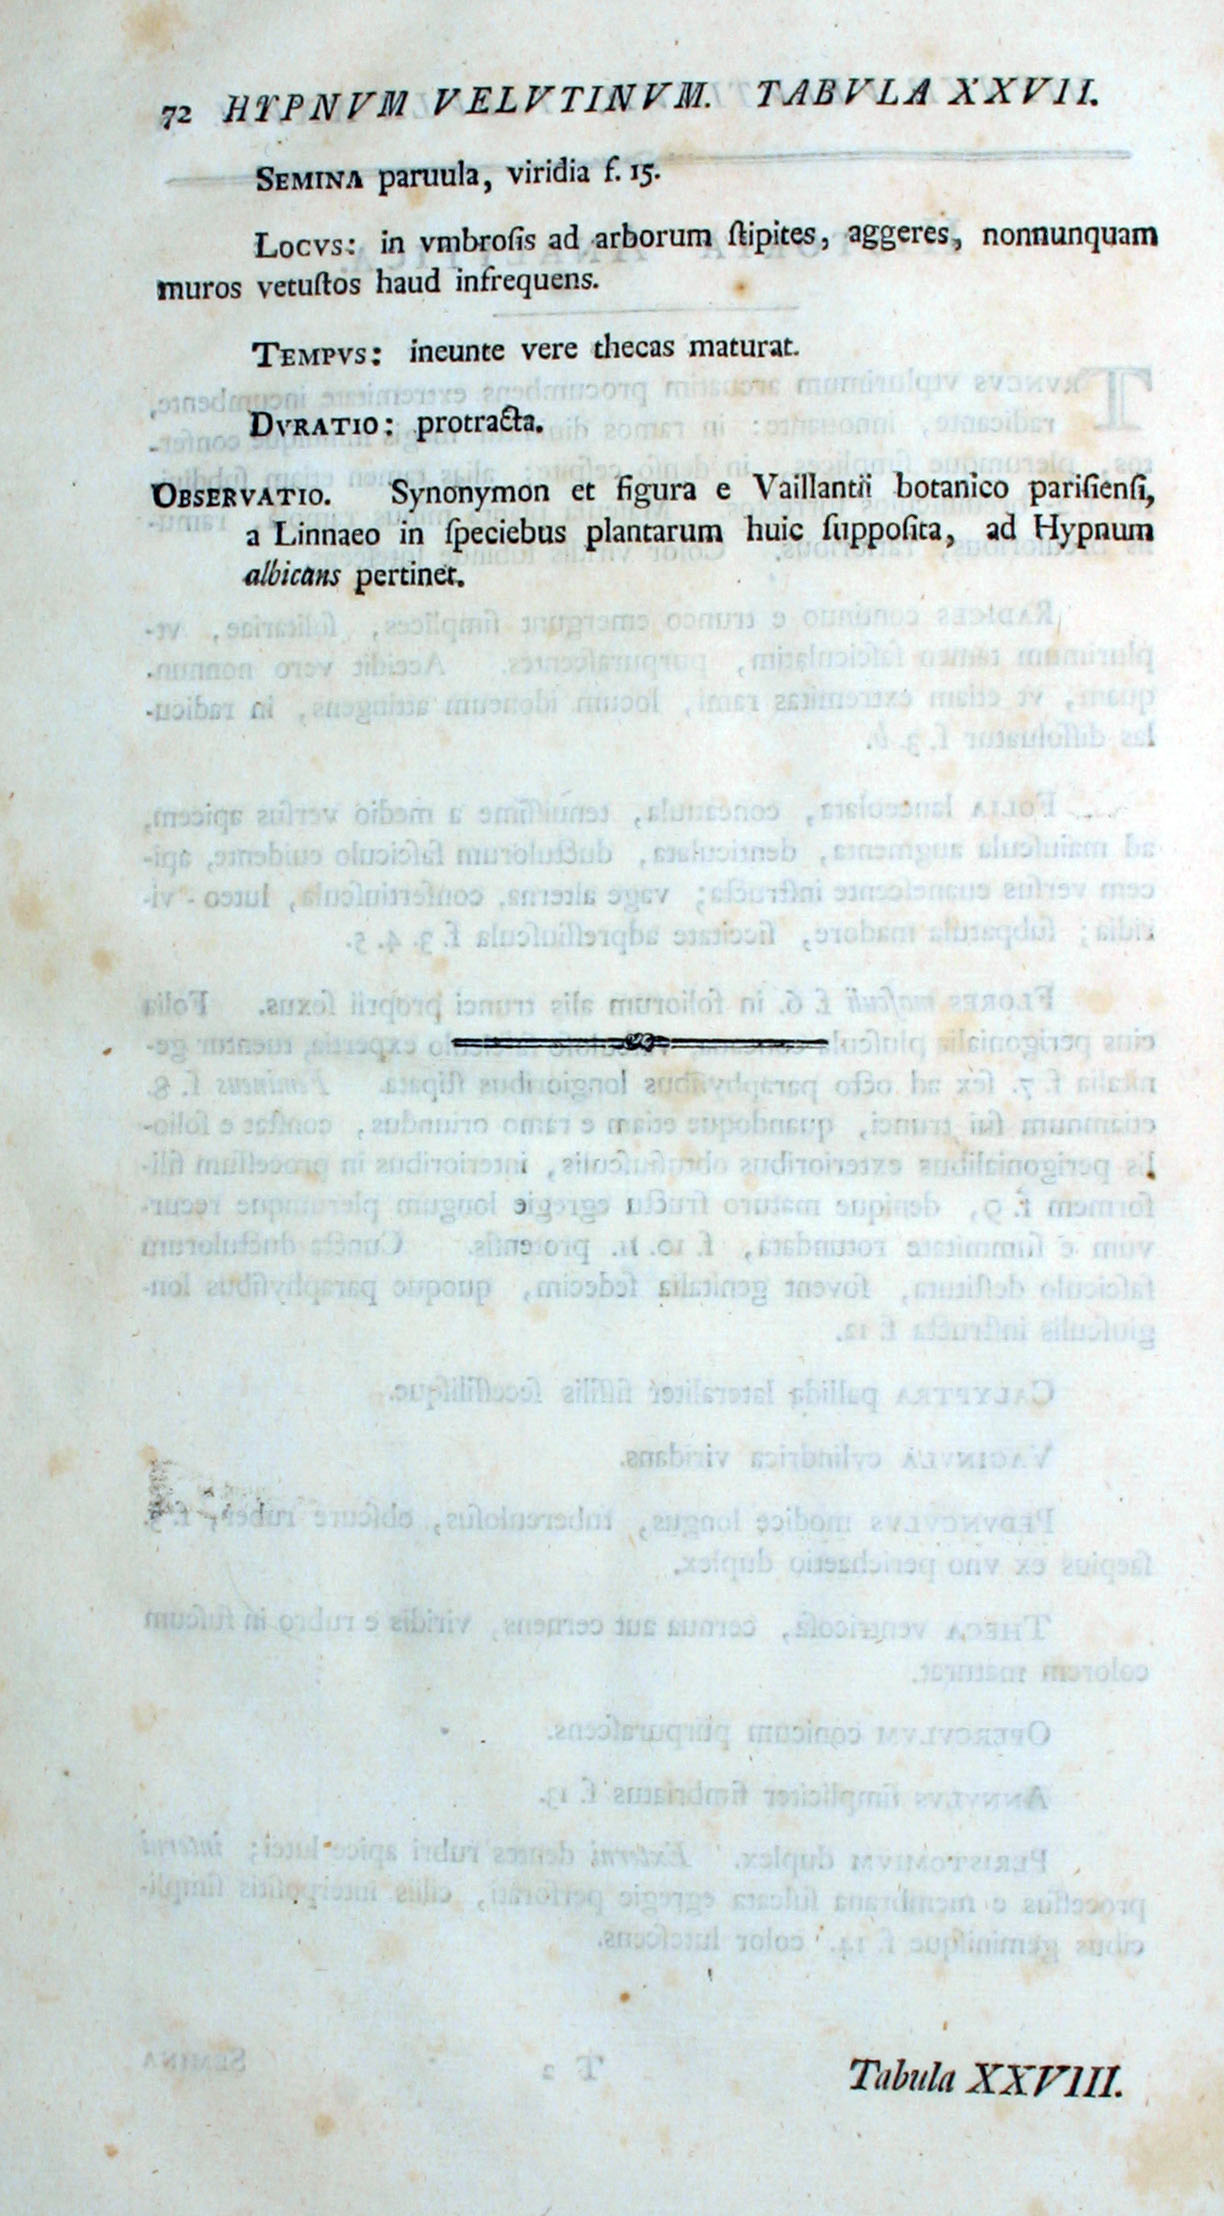 72 HYPNVM VELVTINVM. TABVLA XXVII.
SEMINA paruula, viridia f. 15.
LOCVS: in vmbroſis ad arborum ſtipites, aggeres, nonnunquam
muros vetuſtos haud infrequens.
TEMPVS: ineunte vere thecas maturat.
DVRATIO: protracta.
OBSERVATIO. Synonymon et figura e Vaillantii botanico pariſienſi,
a Linnaeo in ſpeciebus plantarum huic ſuppoſita, ad Hypnum
albicans pertinet.
Tabula XXVIII.